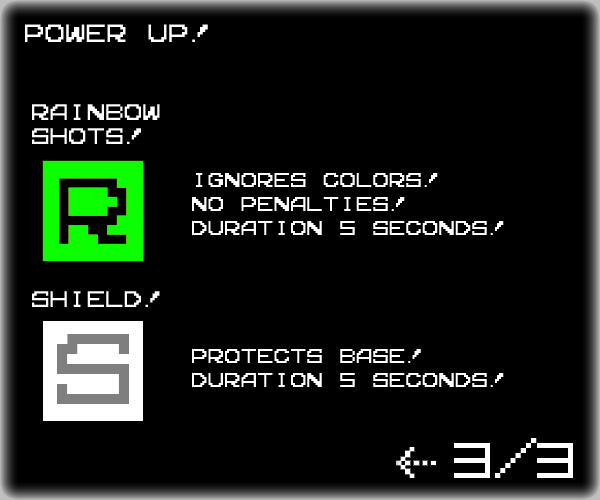 POWER UP!
RAINBOW
SHOTS!
R
IGNORES COLORS!
NO PENALTIES!
DURATION 5 SECONDS!
SHIELD!
S
PROTECTS BASE!
DURATION 5 SECONDS!
3/3